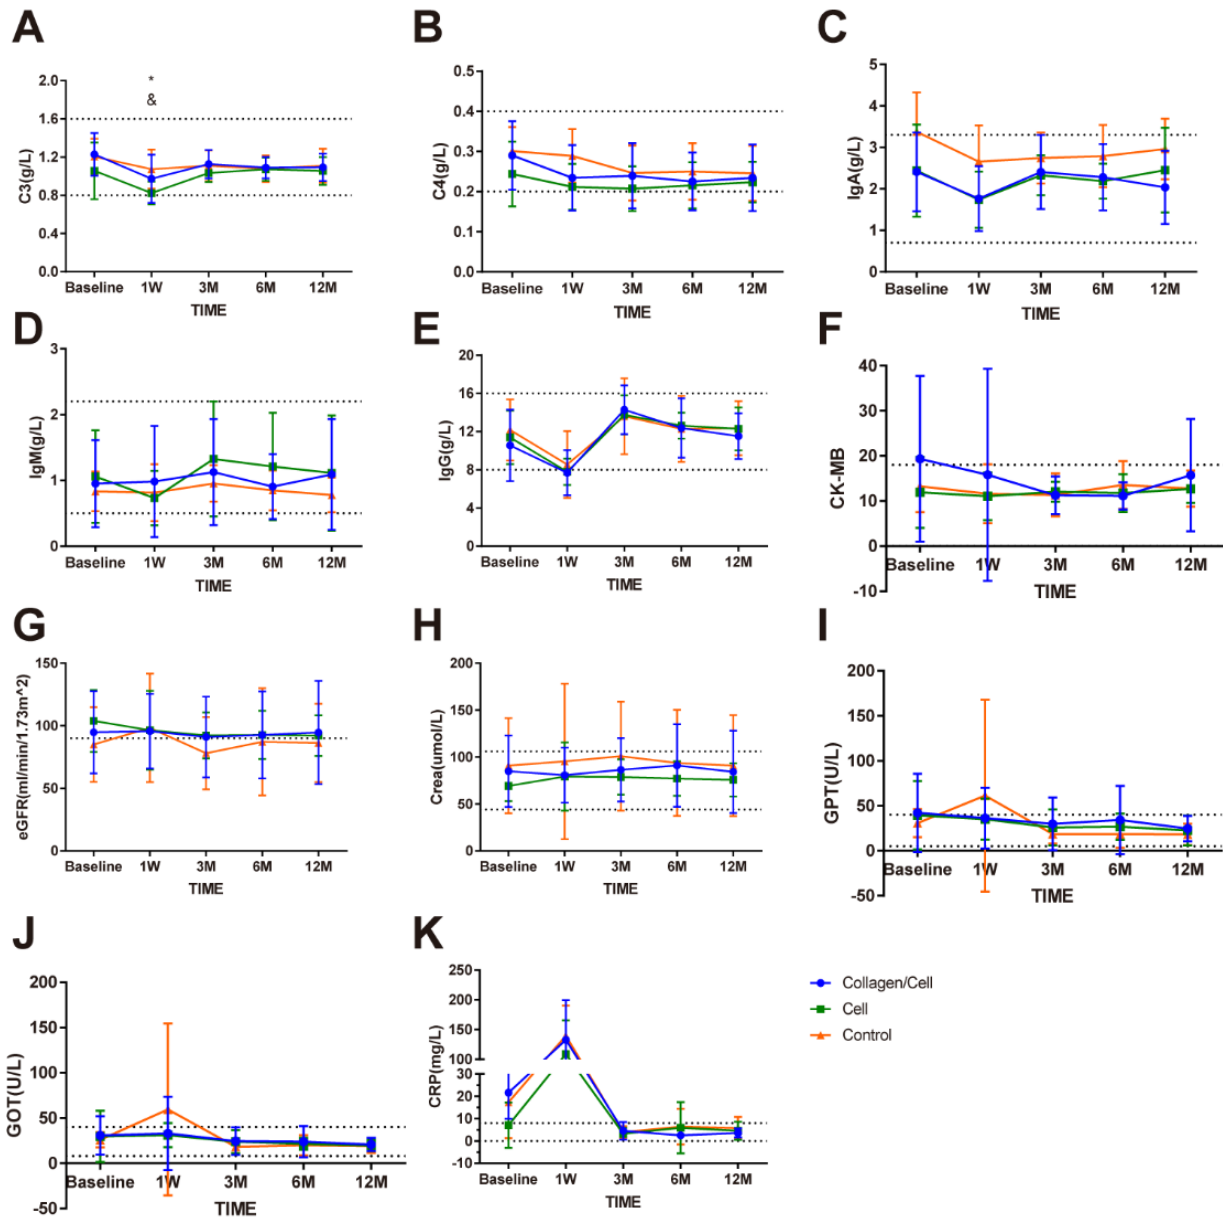 A
C3(g/L)
2.0
1.6
1.2
0.8
0.4
0.0
*
&
Baseline 1W 3M 6M 12M
TIME
B
C4(g/L)
0.5
0.4
0.3
0.2
0.1
0.0
Baseline 1W 3M 6M 12M
TIME
C
IgA(g/L)
5
4
3
2
1
0
Baseline 1W 3M 6M 12M
TIME
D
IgM(g/L)
3
2
1
0
Baseline 1W 3M 6M 12M
TIME
E
IgG(g/L)
20
16
12
8
4
0
Baseline 1W 3M 6M 12M
TIME
F
CK-MB
40
30
20
10
0
-10
Baseline 1W 3M 6M 12M
TIME
G
eGFR(ml/min/1.73m^2)
150
100
50
0
Baseline 1W 3M 6M 12M
TIME
H
Crea(umol/L)
200
150
100
50
0
Baseline 1W 3M 6M 12M
TIME
I
GPT(U/L)
200
150
100
50
0
-50
Baseline 1W 3M 6M 12M
TIME
J
GOT(U/L)
200
150
100
50
0
-50
Baseline 1W 3M 6M 12M
TIME
K
CRP(mg/L)
250
200
150
100
30
20
10
0
-10
Baseline 1W 3M 6M 12M
TIME
Collagen/Cell
Cell
Control